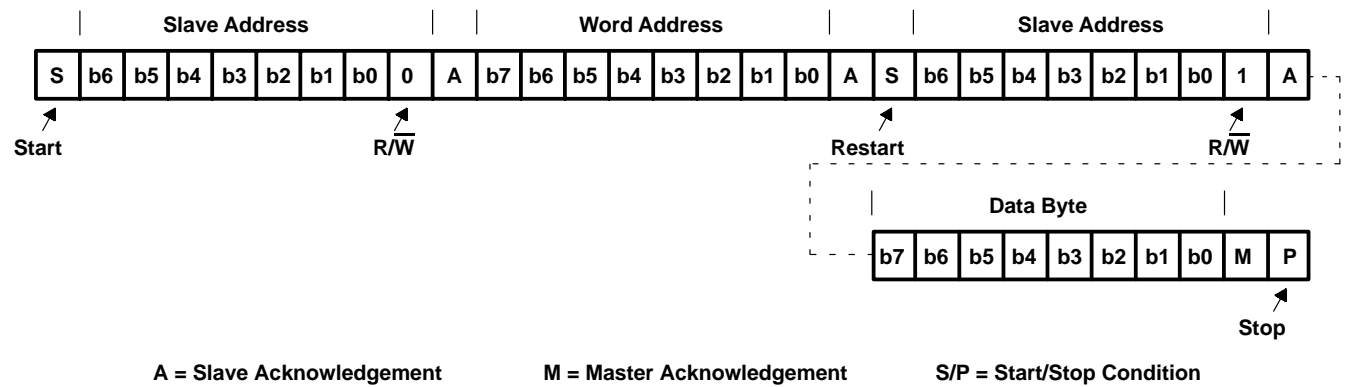 Slave Address Word Address Slave Address
S b6 b5 b4 b3 b2 b1 b0 0 A b7 b6 b5 b4 b3 b2 b1 b0 A S b6 b5 b4 b3 b2 b1 b0 1 A
Start R/W̅ Restart R/W̅
Data Byte
b7 b6 b5 b4 b3 b2 b1 b0 M P
Stop
A = Slave Acknowledgement M = Master Acknowledgement S/P = Start/Stop Condition